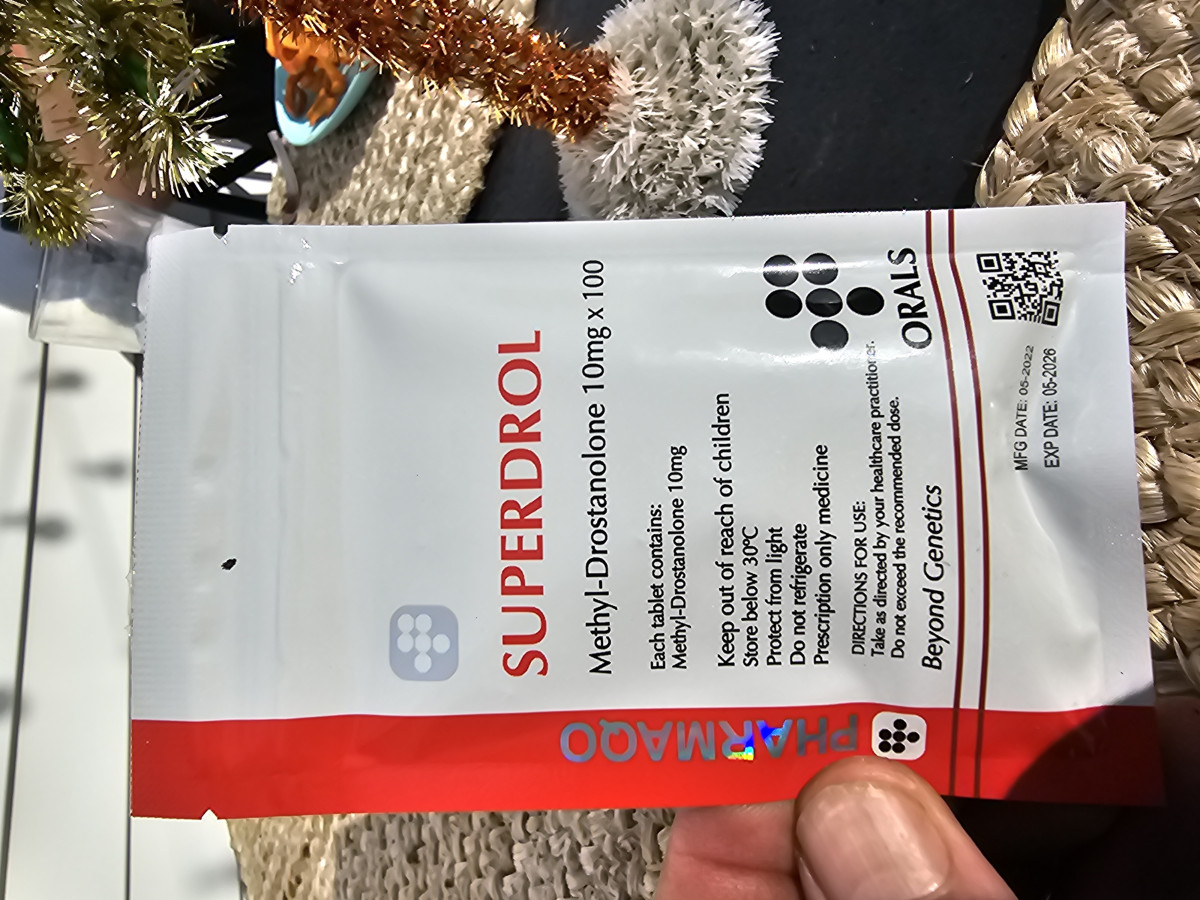 SUPERDROL
Methyl-Drostanolone 10mg x 100
Each tablet contains:
Methyl-Drostanolone 10mg
Keep out of reach of children
Store below 30ºC
Protect from light
Do not refrigerate
Prescription only medicine
DIRECTIONS FOR USE:
Take as directed by your healthcare practitioner.
Do not exceed the recommended dose.
Beyond Genetics
ORALS
MFG DATE: 05-2022
EXP DATE: 05-2026
PHARMAQO